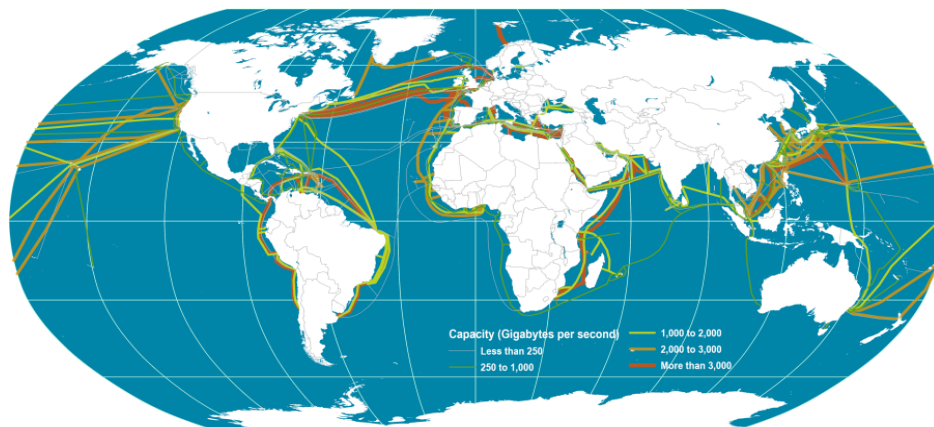 Capacity (Gigabytes per second)
Less than 250
250 to 1,000
1,000 to 2,000
2,000 to 3,000
More than 3,000